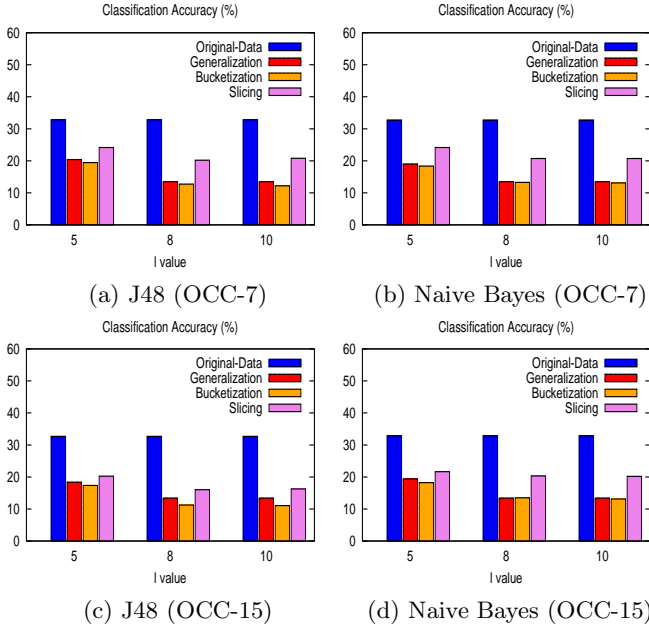 Classification Accuracy (%)
60
50
40
30
20
10
0
Original-Data
Generalization
Bucketization
Slicing
5 8 10
l value
(a) J48 (OCC-7)
Classification Accuracy (%)
60
50
40
30
20
10
0
Original-Data
Generalization
Bucketization
Slicing
5 8 10
l value
(b) Naive Bayes (OCC-7)
Classification Accuracy (%)
60
50
40
30
20
10
0
Original-Data
Generalization
Bucketization
Slicing
5 8 10
l value
(c) J48 (OCC-15)
Classification Accuracy (%)
60
50
40
30
20
10
0
Original-Data
Generalization
Bucketization
Slicing
5 8 10
l value
(d) Naive Bayes (OCC-15)